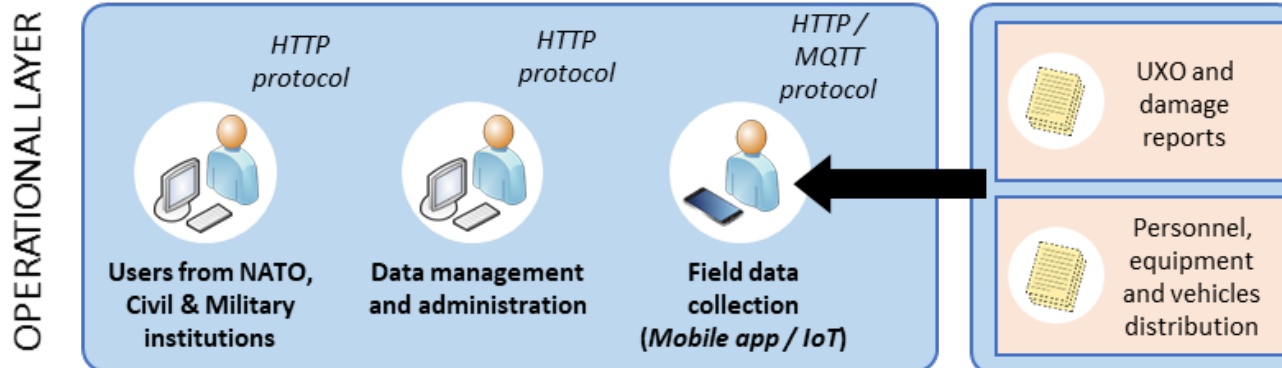 OPERATIONAL LAYER
HTTP
protocol
HTTP
protocol
HTTP /
MQTT
protocol
Users from NATO,
Civil & Military
institutions
Data management
and administration
Field data
collection
(Mobile app / IoT)
UXO and
damage
reports
Personnel,
equipment
and vehicles
distribution